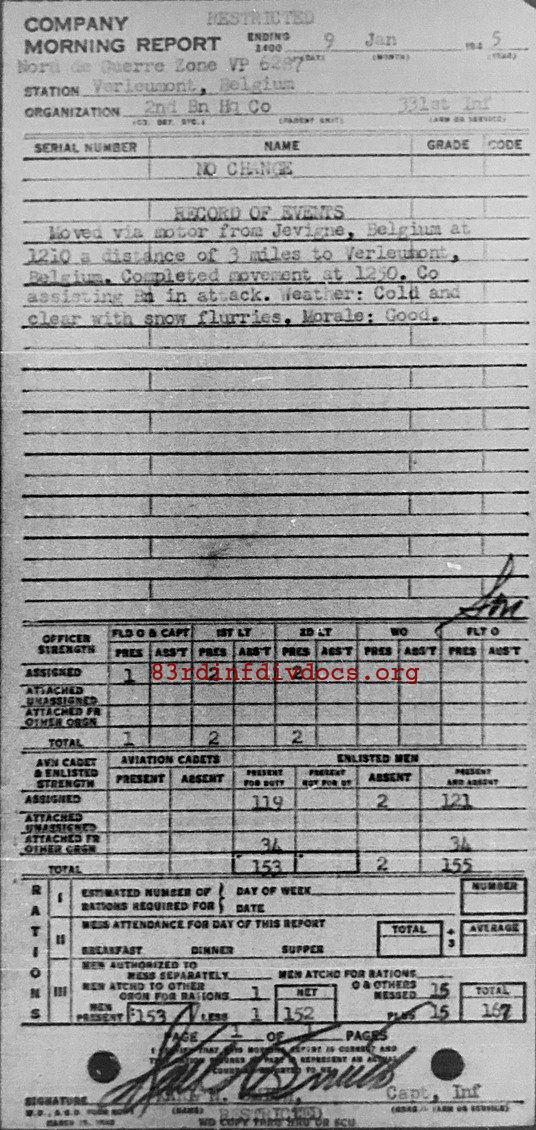 RESTRICTED
COMPANY
MORNING REPORT ENDING 2400 9 Jan 194 5
(DATE) (MONTH) (YEAR)
Nord de Guerre Zone VP 6287
STATION Verleumont, Belgium
ORGANIZATION 2nd Bn Hq Co 331st Inf
(CO. DET. ETC.) (PARENT UNIT) (ARM OR SERVICE)
SERIAL NUMBER NAME GRADE CODE
NO CHANGE
RECORD OF EVENTS
Moved via motor from Jevigne, Belgium at
1210 a distance of 3 miles to Verleumont,
Belgium. Completed movement at 1250. Co
assisting Bn in attack. Weather: Cold and
clear with snow flurries. Morale: Good.
OFFICER STRENGTH FLD O & CAPT 1ST LT 2D LT WO FLT O
PRES ABS'T PRES ABS'T PRES ABS'T PRES ABS'T PRES ABS'T
ASSIGNED 1 2 2
83rdinfdivdocs.org
ATTACHED UNASSIGNED
ATTACHED FR OTHER ORGN
TOTAL 1 2 2
AVN CADET & ENLISTED STRENGTH AVIATION CADETS ENLISTED MEN
PRESENT ABSENT PRESENT FOR DUTY PRESENT NOT FOR DY ABSENT PRESENT AND ABSENT
ASSIGNED 119 2 121
ATTACHED UNASSIGNED
ATTACHED FR OTHER ORGN 34 34
TOTAL 153 2 155
RATIONS
I ESTIMATED NUMBER OF RATIONS REQUIRED FOR { DAY OF WEEK DATE NUMBER
II MESS ATTENDANCE FOR DAY OF THIS REPORT TOTAL ÷ 3 AVERAGE
BREAKFAST DINNER SUPPER
III MEN AUTHORIZED TO MESS SEPARATELY MEN ATCHD FOR RATIONS
MEN ATCHD TO OTHER ORGN FOR RATIONS 1 NET O & OTHERS MESSED 15 TOTAL
MEN PRESENT 153 LESS 1 152 PLUS 15 167
PAGE 1 OF 1 PAGES
SIGNATURE Capt, Inf
(NAME) (GRADE) (ARM OR SERVICE)
RESTRICTED